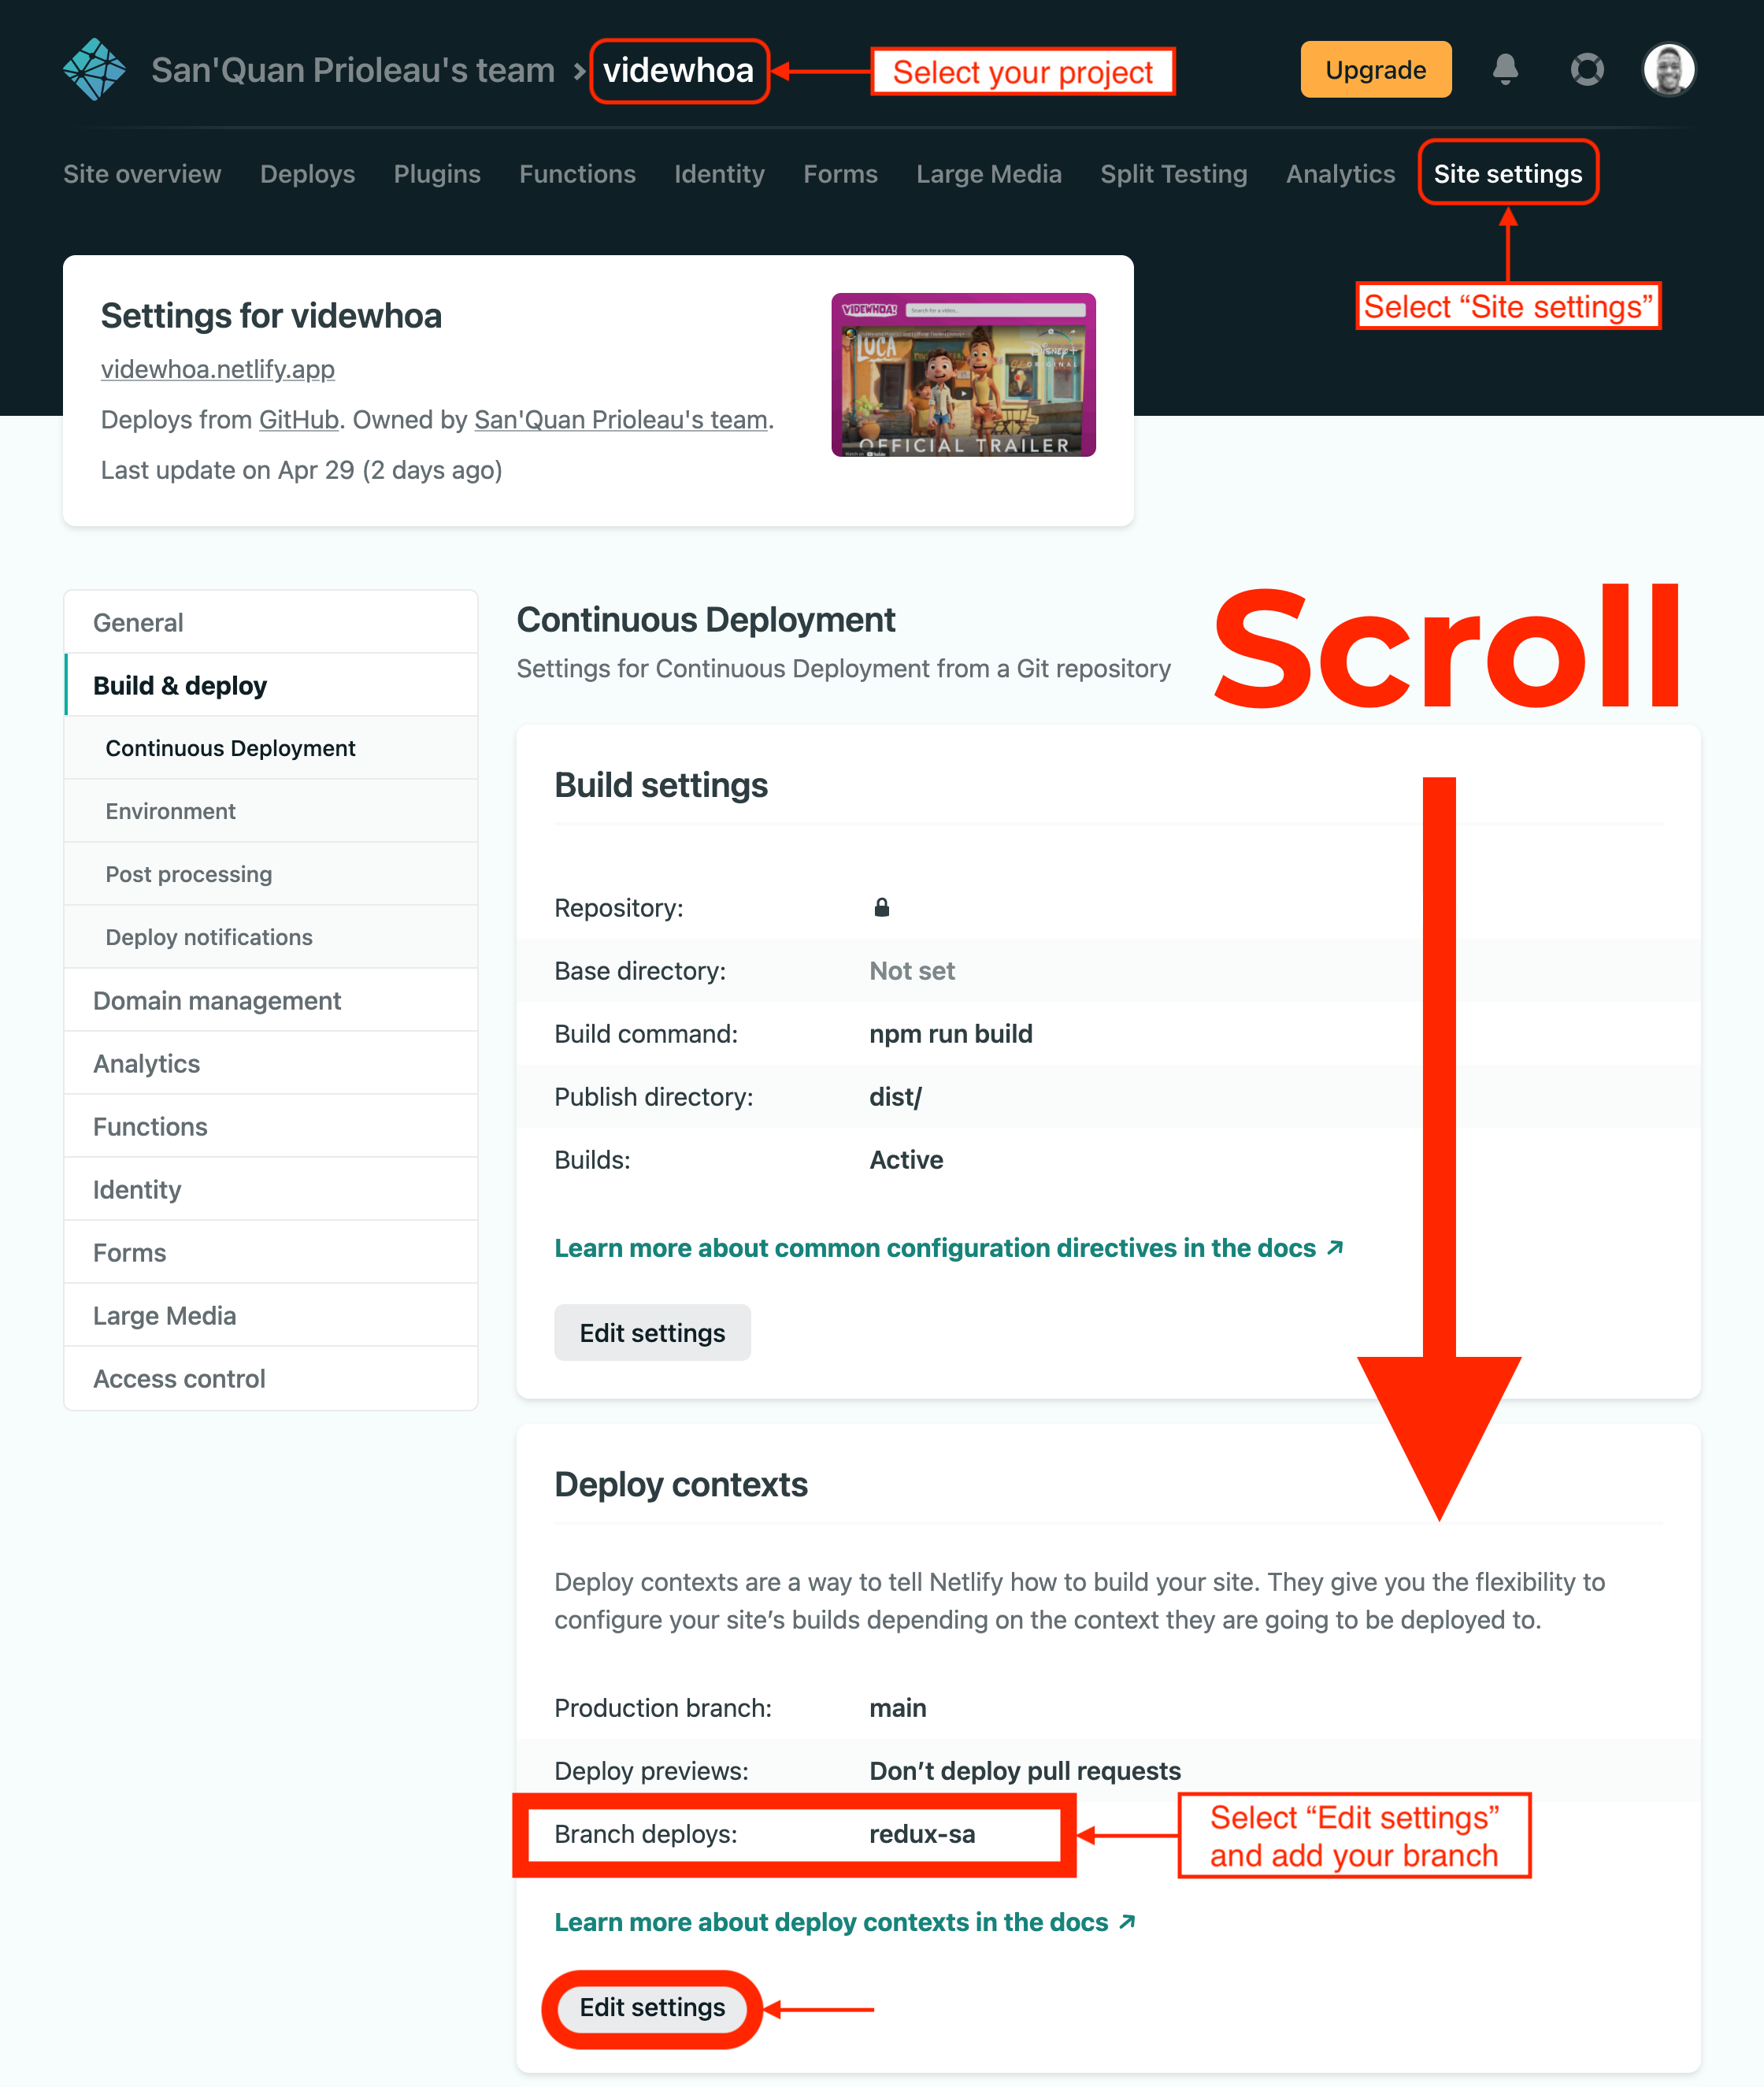 San'Quan Prioleau's team › videwhoa
Select your project
Upgrade
Site overview Deploys Plugins Functions Identity Forms Large Media Split Testing Analytics Site settings
Select “Site settings”
Settings for videwhoa
videwhoa.netlify.app
Deploys from GitHub. Owned by San'Quan Prioleau's team.
Last update on Apr 29 (2 days ago)
VIDEWHOA!
Search for a video...
LUCA
Disney+
ORIGINAL
OFFICIAL TRAILER
Watch on YouTube
General
Build & deploy
Continuous Deployment
Environment
Post processing
Deploy notifications
Domain management
Analytics
Functions
Identity
Forms
Large Media
Access control
Continuous Deployment
Settings for Continuous Deployment from a Git repository
Scroll
Build settings
Repository:
Base directory: Not set
Build command: npm run build
Publish directory: dist/
Builds: Active
Learn more about common configuration directives in the docs
Edit settings
Deploy contexts
Deploy contexts are a way to tell Netlify how to build your site. They give you the flexibility to
configure your site’s builds depending on the context they are going to be deployed to.
Production branch: main
Deploy previews: Don’t deploy pull requests
Branch deploys: redux-sa
Select “Edit settings”
and add your branch
Learn more about deploy contexts in the docs
Edit settings